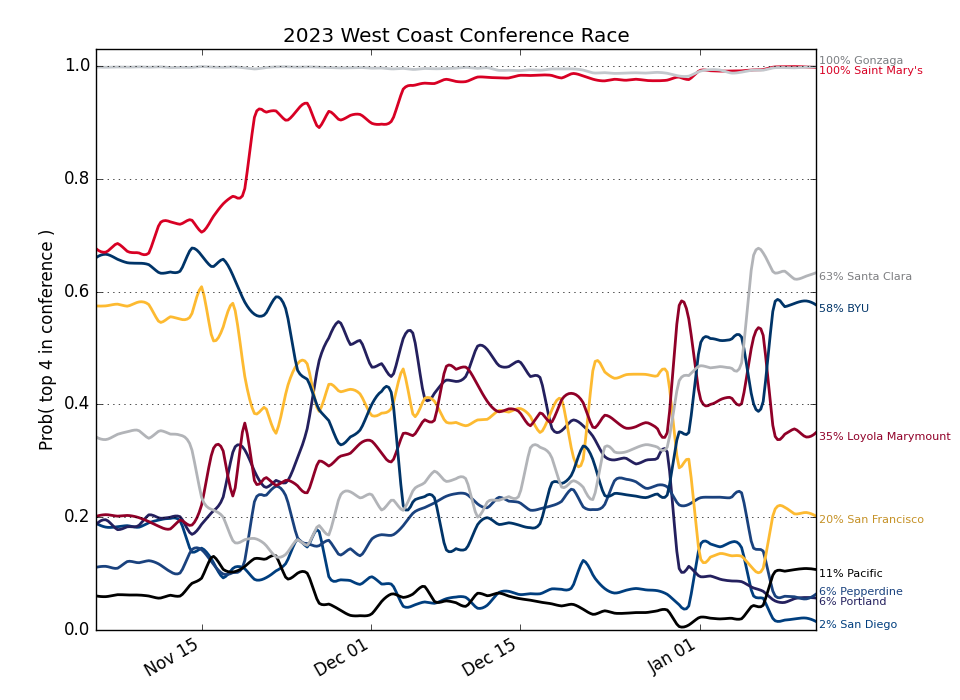 2023 West Coast Conference Race
Prob( top 4 in conference )
1.0
0.8
0.6
0.4
0.2
0.0
Nov 15
Dec 01
Dec 15
Jan 01
100% Gonzaga
100% Saint Mary's
63% Santa Clara
58% BYU
35% Loyola Marymount
20% San Francisco
11% Pacific
6% Pepperdine
6% Portland
2% San Diego